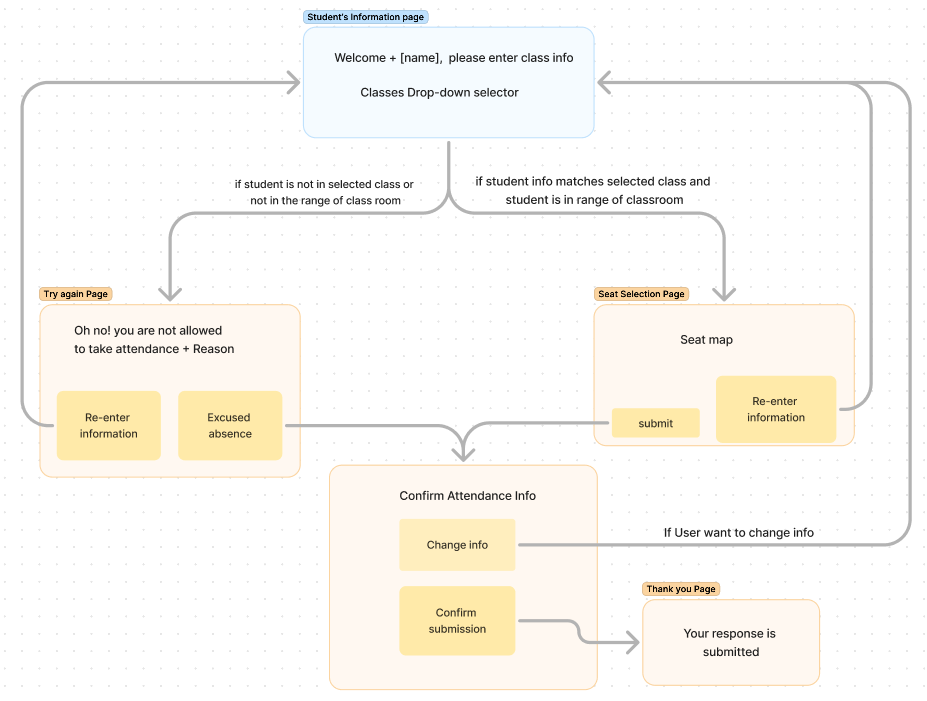 Student's Information page
Welcome + [name], please enter class info
Classes Drop-down selector
if student is not in selected class or
not in the range of class room
if student info matches selected class and
student is in range of classroom
Try again Page
Oh no! you are not allowed
to take attendance + Reason
Re-enter
information
Excused
absence
Seat Selection Page
Seat map
submit
Re-enter
information
Confirm Attendance Info
Change info
If User want to change info
Confirm
submission
Thank you Page
Your response is
submitted